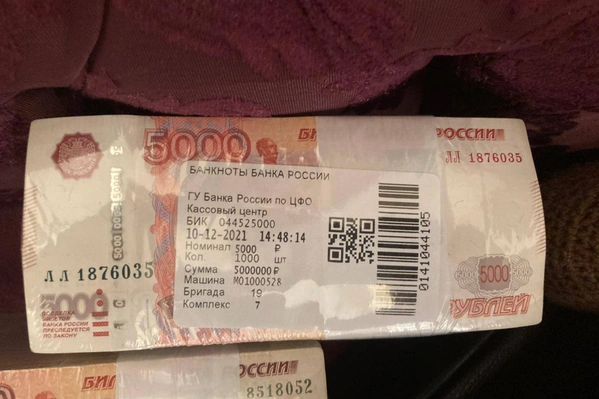 5000
РОССИИ
ЛЛ 1876035
БАНКНОТЫ БАНКА РОССИИ
ГУ Банка России по ЦФО
Кассовый центр
БИК 044525000
10-12-2021 14:48:14
Номинал 5000 ₽
Кол. 1000 шт
Сумма 5000000 ₽
Машина М01000528
Бригада 19
Комплекс 7
0141044105
ЛЛ 1876035
5000
5000
РУБЛЕЙ
ПОДДЕЛКА
БИЛЕТОВ
БАНКА РОССИИ
ПРЕСЛЕДУЕТСЯ
ПО ЗАКОНУ
РОССИИ
8518052